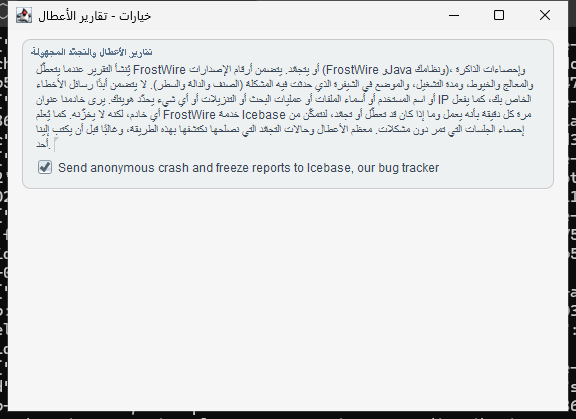 خيارات - تقارير الأعطال
تقارير الأعطال والتجمّد المجهولة
يُنشأ التقرير عندما يتعطّل FrostWire أو يتجمّد. يتضمن أرقام الإصدارات (FrostWire وJava ونظامك)، وإحصاءات الذاكرة
والمعالج والخيوط، ومدة التشغيل، والموضع في الشيفرة الذي حدثت فيه المشكلة (الصنف والدالة والسطر). لا يتضمن أبدًا رسائل الأخطاء
أو اسم المستخدم أو أسماء الملفات أو عمليات البحث أو التنزيلات أو أي شيء يحدّد هويتك. يرى خادمنا عنوان IP الخاص بك، كما يفعل
أي خادم، لكنه لا يخزّنه. كما يُعلم FrostWire خدمة Icebase مرة كل دقيقة بأنه يعمل وما إذا كان قد تعطّل أو تجمّد، لنتمكّن من
إحصاء الجلسات التي تمر دون مشكلات. معظم الأعطال وحالات التجمّد التي نصلحها نكتشفها بهذه الطريقة، وغالبًا قبل أن يكتب إلينا
أحد.
Send anonymous crash and freeze reports to Icebase, our bug tracker